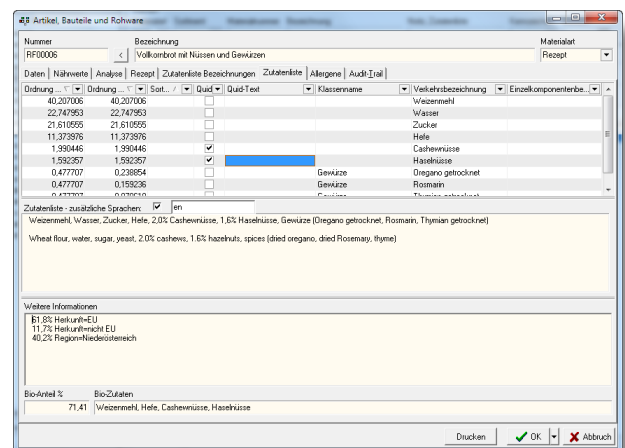 Artikel, Bauteile und Rohware
Nummer Bezeichnung Materialart
RF00006 < Vollkornbrot mit Nüssen und Gewürzen Rezept
Daten Nährwerte Analyse Rezept Zutatenliste Bezeichnungen Zutatenliste Allergene Audit-Trail
Ordnung ... Ordnung ... Sort... Quid Quid-Text Klassenname Verkehrsbezeichnung Einzelkomponentenbe...
40,207006 40,207006 Weizenmehl
22,747953 22,747953 Wasser
21,610555 21,610555 Zucker
11,373976 11,373976 Hefe
1,990446 1,990446 Cashewnüsse
1,592357 1,592357 Haselnüsse
0,477707 0,238854 Gewürze Oregano getrocknet
0,477707 0,159236 Gewürze Rosmarin
Zutatenliste - zusätzliche Sprachen: en
Weizenmehl, Wasser, Zucker, Hefe, 2,0% Cashewnüsse, 1,6% Haselnüsse, Gewürze (Oregano getrocknet, Rosmarin, Thymian getrocknet)
Wheat flour, water, sugar, yeast, 2.0% cashews, 1.6% hazelnuts, spices (dried oregano, dried Rosemary, thyme)
Weitere Informationen
61,8% Herkunft=EU
11,7% Herkunft=nicht EU
40,2% Region=Niederösterreich
Bio-Anteil % Bio-Zutaten
71,41 Weizenmehl, Hefe, Cashewnüsse, Haselnüsse
Drucken OK Abbruch